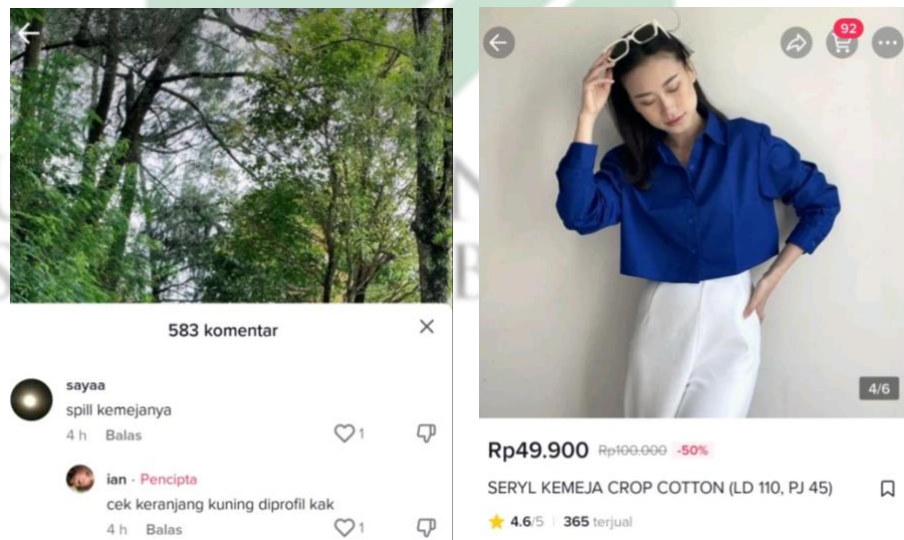 583 komentar
sayaa
spill kemejanya
4 h Balas 1
ian · Pencipta
cek keranjang kuning diprofil kak
4 h Balas 1
92
4/6
Rp49.900 Rp100.000 -50%
SERYL KEMEJA CROP COTTON (LD 110, PJ 45)
4.6/5 365 terjual